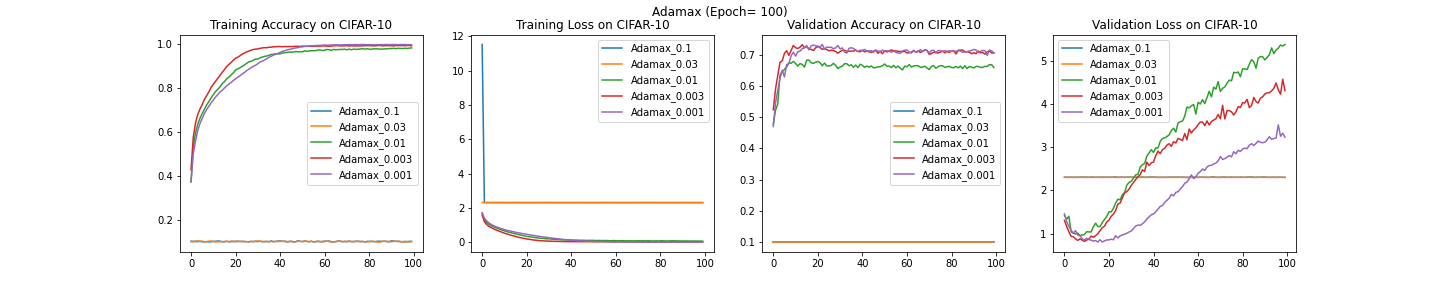 Adamax (Epoch= 100)
Training Accuracy on CIFAR-10
1.0
0.8
0.6
0.4
0.2
0 20 40 60 80 100
Adamax_0.1
Adamax_0.03
Adamax_0.01
Adamax_0.003
Adamax_0.001
Training Loss on CIFAR-10
12
10
8
6
4
2
0
0 20 40 60 80 100
Adamax_0.1
Adamax_0.03
Adamax_0.01
Adamax_0.003
Adamax_0.001
Validation Accuracy on CIFAR-10
0.7
0.6
0.5
0.4
0.3
0.2
0.1
0 20 40 60 80 100
Adamax_0.1
Adamax_0.03
Adamax_0.01
Adamax_0.003
Adamax_0.001
Validation Loss on CIFAR-10
5
4
3
2
1
0 20 40 60 80 100
Adamax_0.1
Adamax_0.03
Adamax_0.01
Adamax_0.003
Adamax_0.001